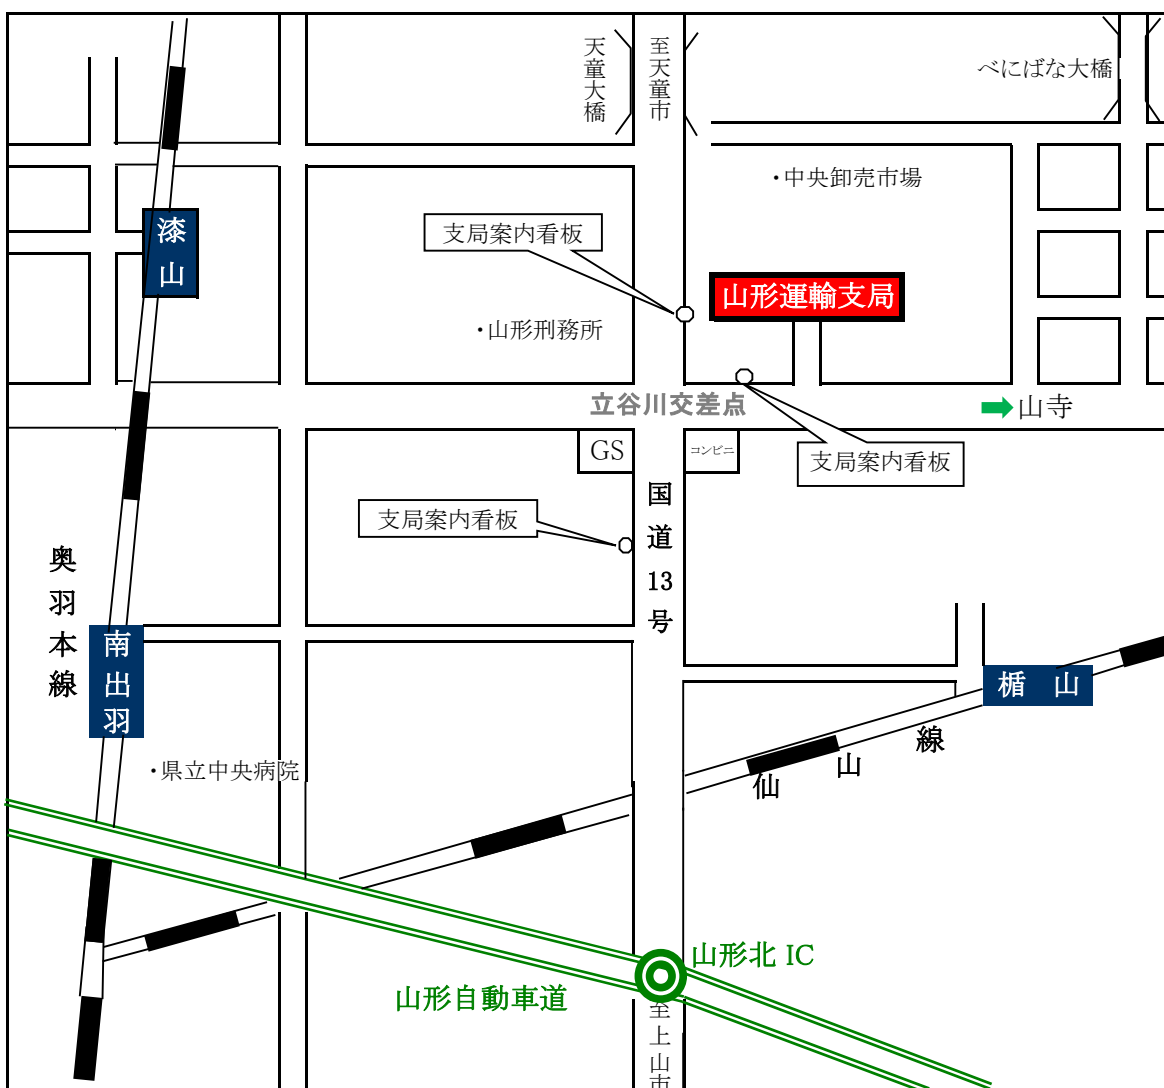 天童大橋
至天童市
べにばな大橋
・中央卸売市場
漆山
支局案内看板
山形運輸支局
・山形刑務所
立谷川交差点
山寺
GS
コンビニ
支局案内看板
支局案内看板
国道13号
奥羽本線
南出羽
楯山
仙山線
・県立中央病院
山形北 IC
山形自動車道
至上山市